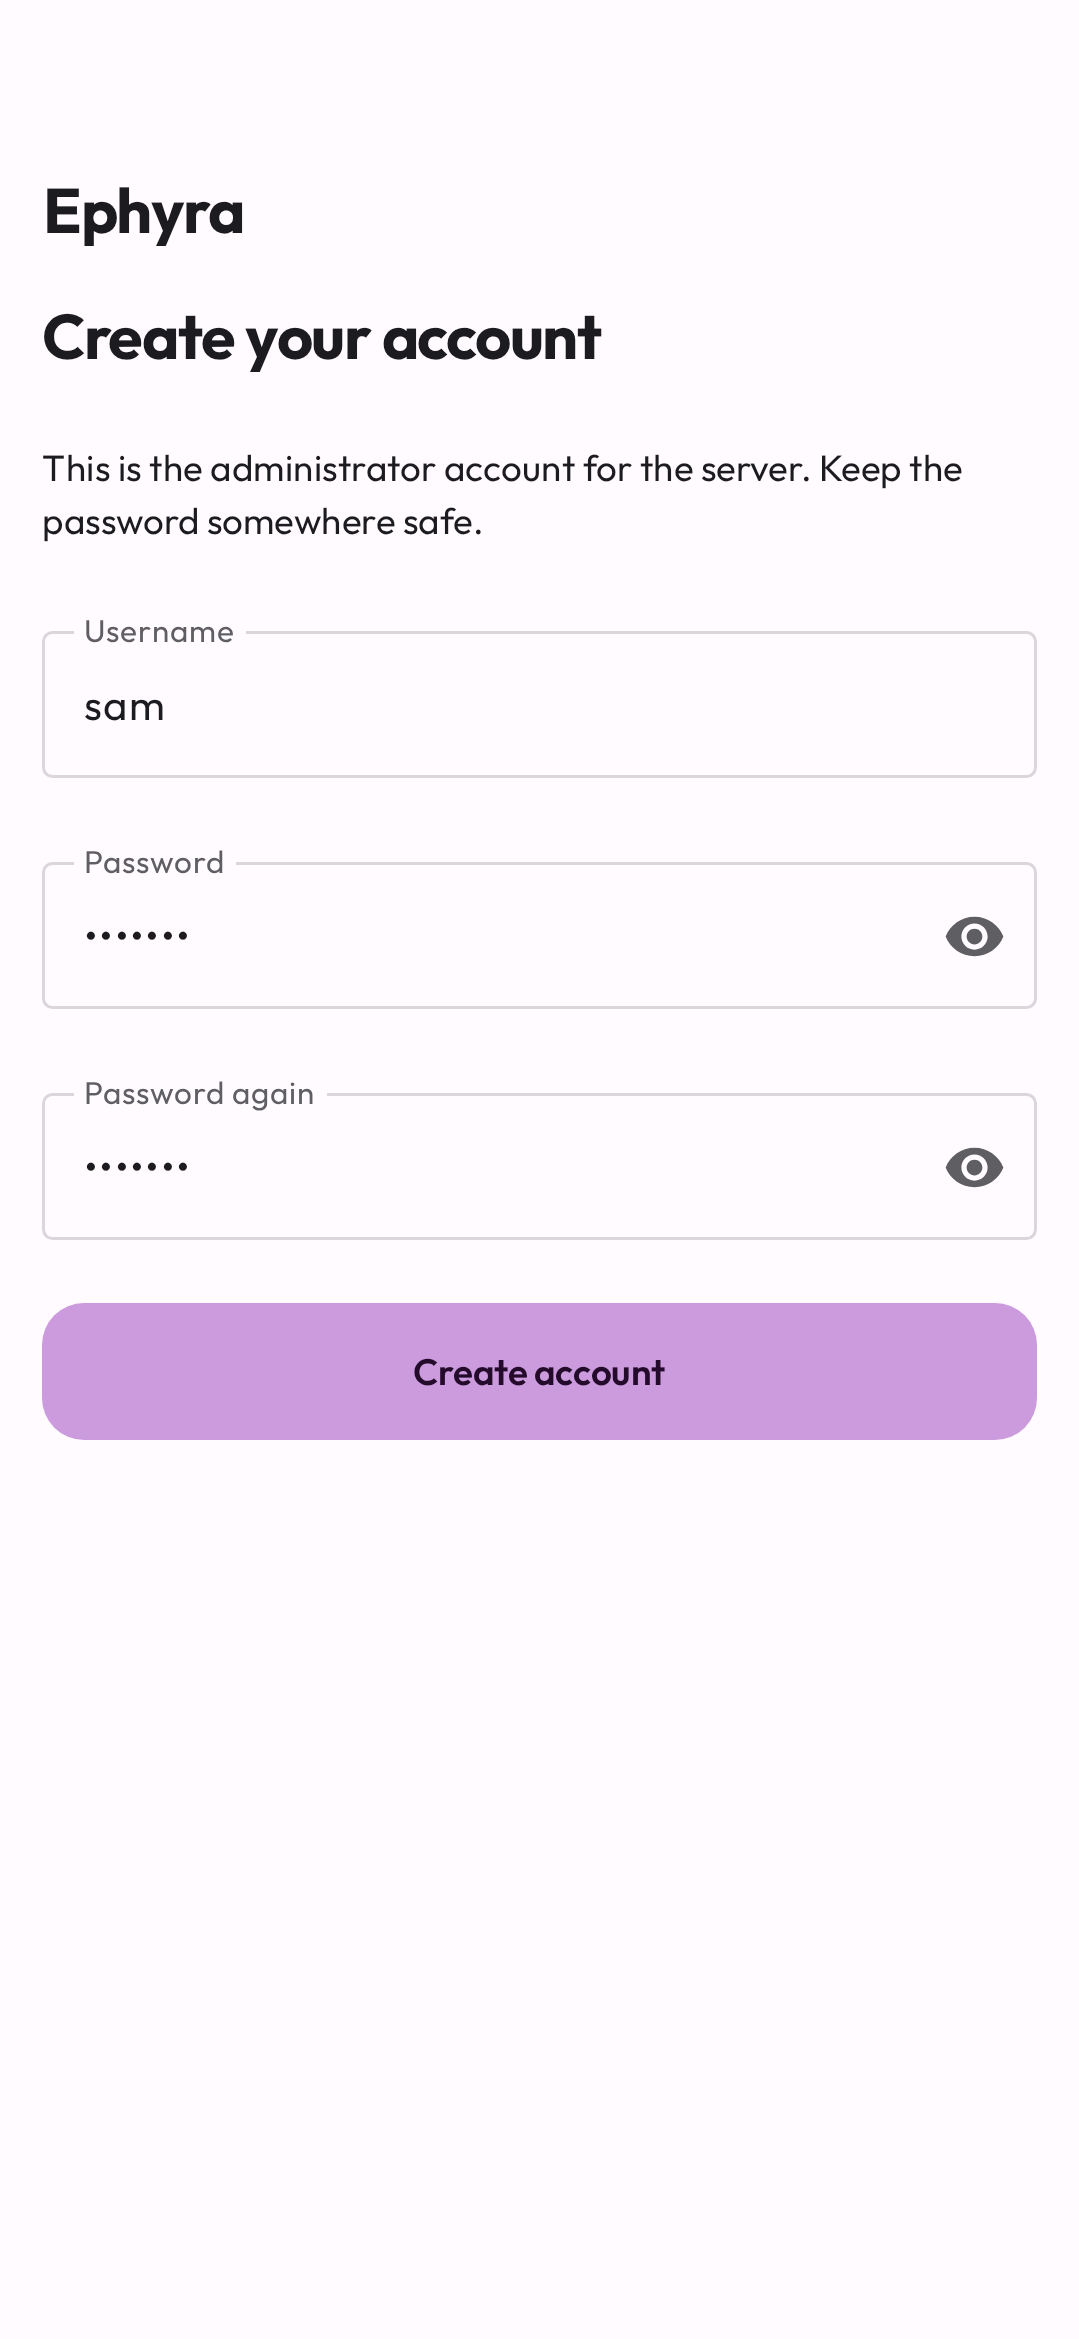 Ephyra
Create your account
This is the administrator account for the server. Keep the
password somewhere safe.
Username
sam
Password
•••••••
Password again
•••••••
Create account